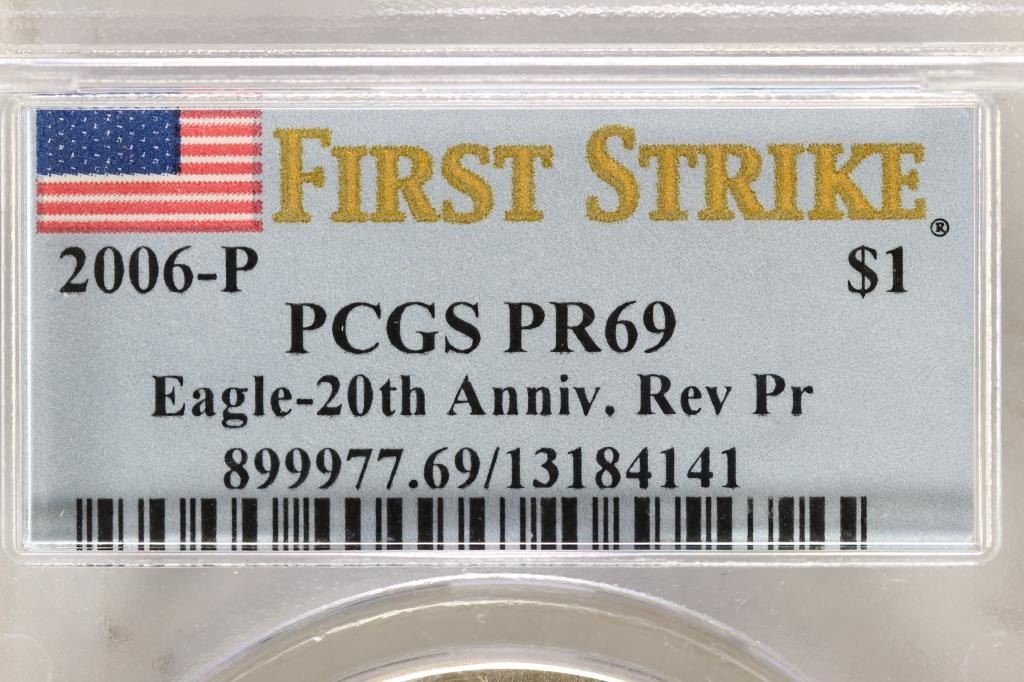 FIRST STRIKE®
2006-P $1
PCGS PR69
Eagle-20th Anniv. Rev Pr
899977.69/13184141